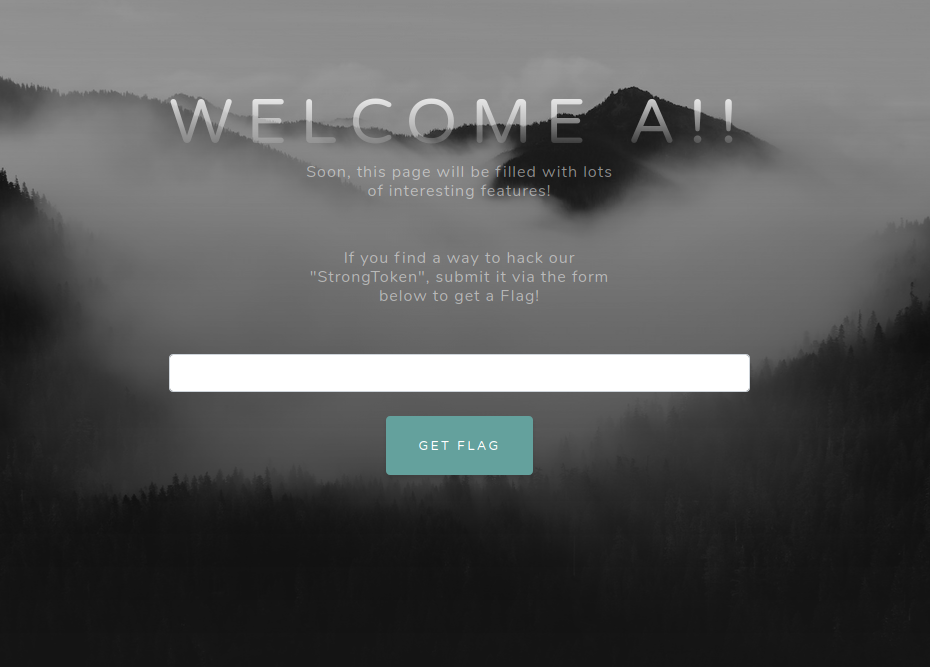 WELCOME A!!
Soon, this page will be filled with lots
of interesting features!
If you find a way to hack our
"StrongToken", submit it via the form
below to get a Flag!
GET FLAG